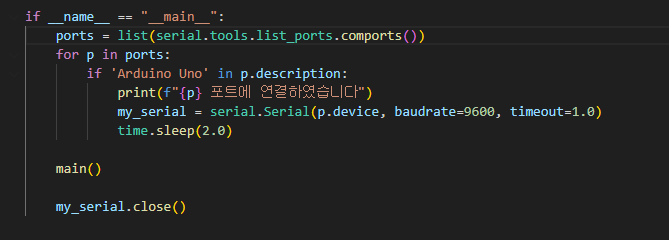 if __name__ == "__main__":
    ports = list(serial.tools.list_ports.comports())
    for p in ports:
        if 'Arduino Uno' in p.description:
            print(f"{p} 포트에 연결하였습니다")
            my_serial = serial.Serial(p.device, baudrate=9600, timeout=1.0)
            time.sleep(2.0)
    main()
    my_serial.close()